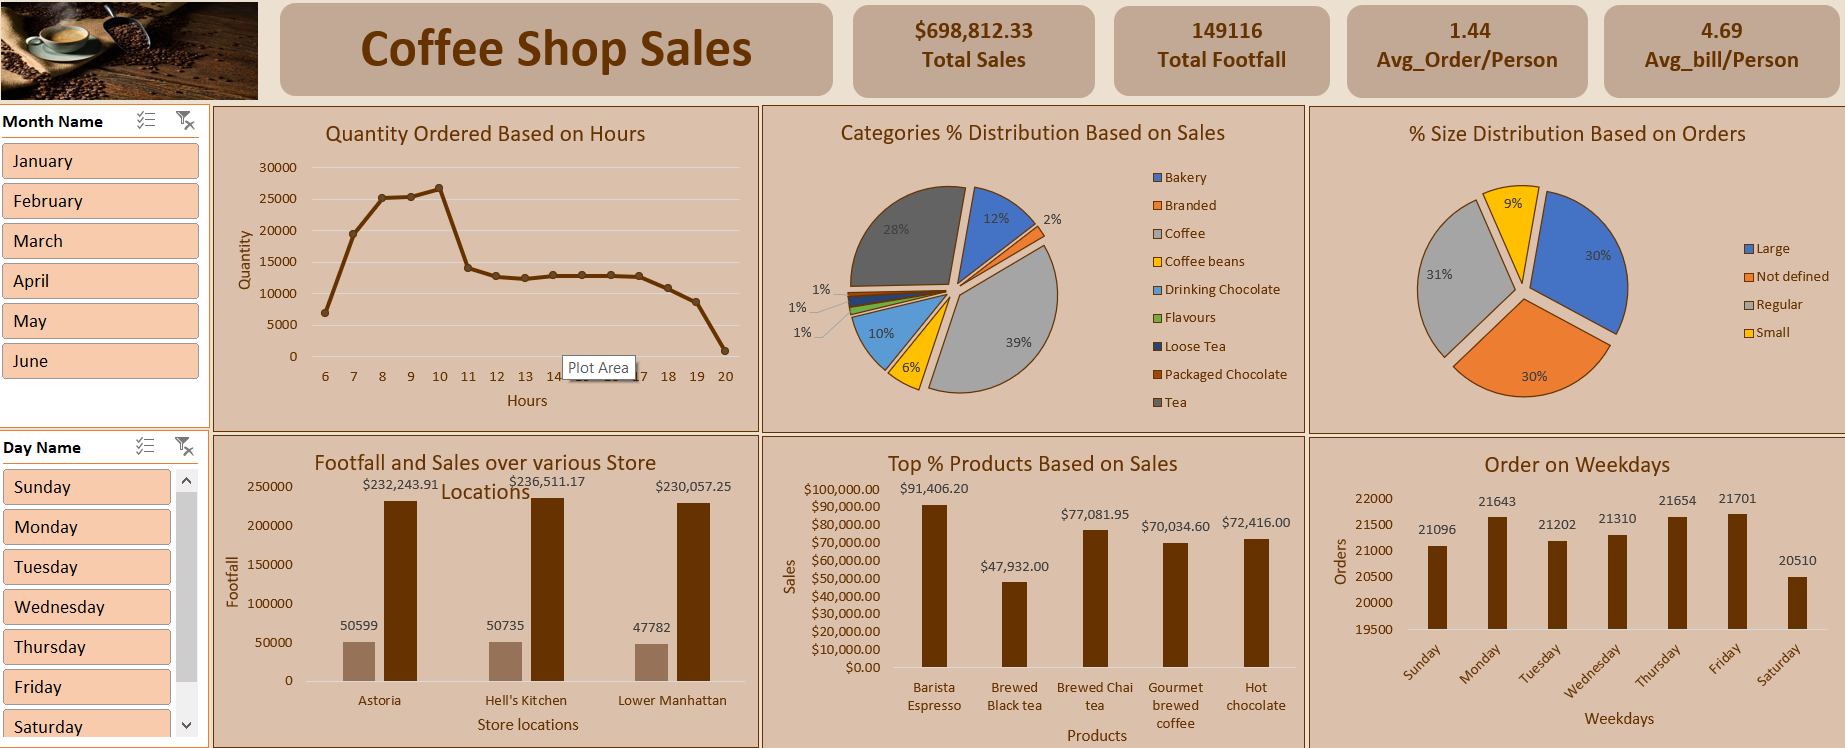 Coffee Shop Sales
$698,812.33
Total Sales
149116
Total Footfall
1.44
Avg_Order/Person
4.69
Avg_bill/Person
Month Name
January
February
March
April
May
June
Day Name
Sunday
Monday
Tuesday
Wednesday
Thursday
Friday
Saturday
Quantity Ordered Based on Hours
Quantity
30000
25000
20000
15000
10000
5000
0
6 7 8 9 10 11 12 13 14 17 18 19 20
Plot Area
Hours
Categories % Distribution Based on Sales
12%
2%
39%
6%
10%
1%
1%
1%
28%
Bakery
Branded
Coffee
Coffee beans
Drinking Chocolate
Flavours
Loose Tea
Packaged Chocolate
Tea
% Size Distribution Based on Orders
30%
30%
31%
9%
Large
Not defined
Regular
Small
Footfall and Sales over various Store
Locations
Footfall
250000
200000
150000
100000
50000
0
50599
$232,243.91
50735
$236,511.17
47782
$230,057.25
Astoria
Hell's Kitchen
Lower Manhattan
Store locations
Top % Products Based on Sales
Sales
$100,000.00
$90,000.00
$80,000.00
$70,000.00
$60,000.00
$50,000.00
$40,000.00
$30,000.00
$20,000.00
$10,000.00
$0.00
$91,406.20
$47,932.00
$77,081.95
$70,034.60
$72,416.00
Barista
Espresso
Brewed
Black tea
Brewed Chai
tea
Gourmet
brewed
coffee
Hot
chocolate
Products
Order on Weekdays
Orders
22000
21500
21000
20500
20000
19500
21096
21643
21202
21310
21654
21701
20510
Sunday
Monday
Tuesday
Wednesday
Thursday
Friday
Saturday
Weekdays